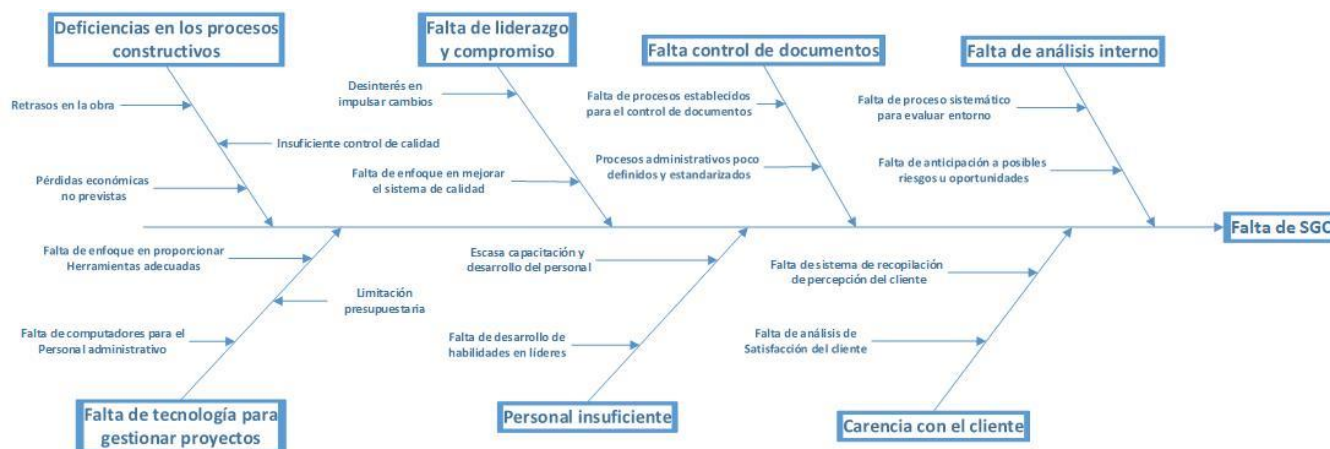 Deficiencias en los procesos
constructivos
Falta de liderazgo
y compromiso
Falta control de documentos
Falta de análisis interno
Retrasos en la obra
Insuficiente control de calidad
Pérdidas económicas
no previstas
Desinterés en
impulsar cambios
Falta de enfoque en mejorar
el sistema de calidad
Falta de procesos establecidos
para el control de documentos
Procesos administrativos poco
definidos y estandarizados
Falta de proceso sistemático
para evaluar entorno
Falta de anticipación a posibles
riesgos u oportunidades
Falta de SGC
Falta de enfoque en proporcionar
Herramientas adecuadas
Limitación
presupuestaria
Falta de computadores para el
Personal administrativo
Escasa capacitación y
desarrollo del personal
Falta de desarrollo de
habilidades en líderes
Falta de sistema de recopilación
de percepción del cliente
Falta de análisis de
Satisfacción del cliente
Falta de tecnología para
gestionar proyectos
Personal insuficiente
Carencia con el cliente